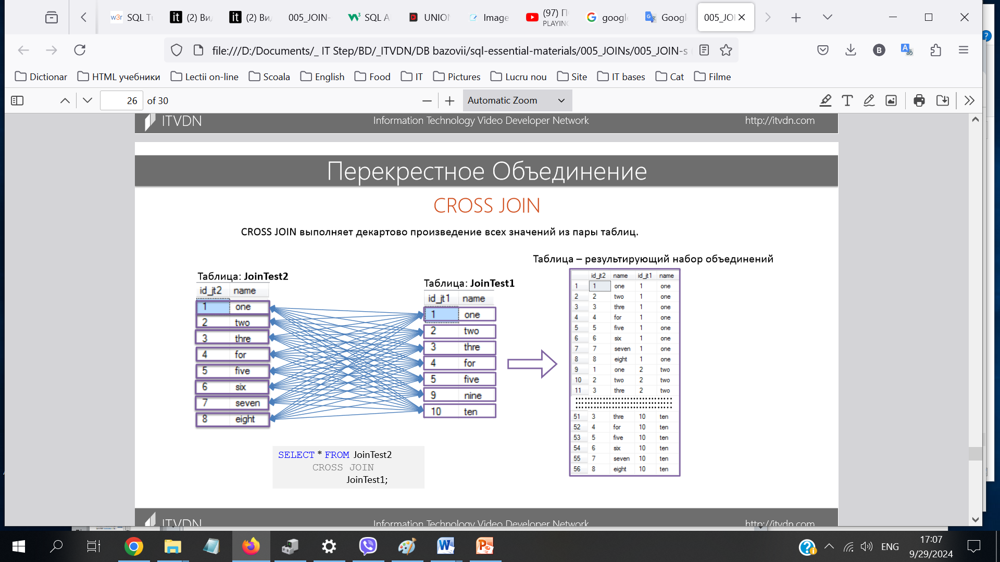 SQL Tu
(2) Ви
(2) Ви
005_JOIN-
SQL A
UNIO
Image
(97) П
PLAYING
googl
Googl
005_JO
file:///D:/Documents/_ IT Step/BD/_ITVDN/DB bazovii/sql-essential-materials/005_JOINs/005_JOIN-s
Dictionar HTML учебники Lectii on-line Scoala English Food IT Pictures Lucru nou Site IT bases Cat Filme
26 of 30 Automatic Zoom
ITVDN Information Technology Video Developer Network http://itvdn.com
Перекрестное Объединение
CROSS JOIN
CROSS JOIN выполняет декартово произведение всех значений из пары таблиц.
Таблица: JoinTest2
id_jt2 name
1 one
2 two
3 thre
4 for
5 five
6 six
7 seven
8 eight
Таблица: JoinTest1
id_jt1 name
1 one
2 two
3 thre
4 for
5 five
9 nine
10 ten
Таблица – результирующий набор объединений
id_jt2 name id_jt1 name
1 1 one 1 one
2 2 two 1 one
3 3 thre 1 one
4 4 for 1 one
5 5 five 1 one
6 6 six 1 one
7 7 seven 1 one
8 8 eight 1 one
9 1 one 2 two
10 2 two 2 two
11 3 thre 2 two
51 3 thre 10 ten
52 4 for 10 ten
53 5 five 10 ten
54 6 six 10 ten
55 7 seven 10 ten
56 8 eight 10 ten
SELECT * FROM JoinTest2
CROSS JOIN
JoinTest1;
ITVDN Information Technology Video Developer Network http://itvdn.com
ENG
17:07
9/29/2024